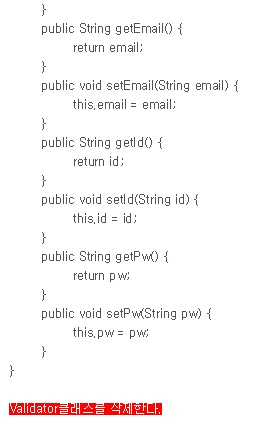 }
public String getEmail() {
return email;
}
public void setEmail(String email) {
this.email = email;
}
public String getId() {
return id;
}
public void setId(String id) {
this.id = id;
}
public String getPw() {
return pw;
}
public void setPw(String pw) {
this.pw = pw;
}
}
Validator클래스를 삭제한다.